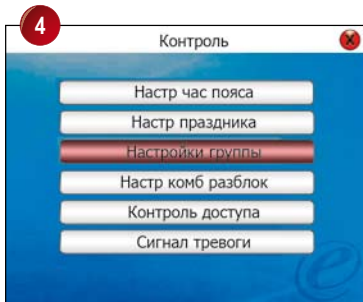 4
Контроль
Настр час пояса
Настр праздника
Настройки группы
Настр комб разблок
Контроль доступа
Сигнал тревоги